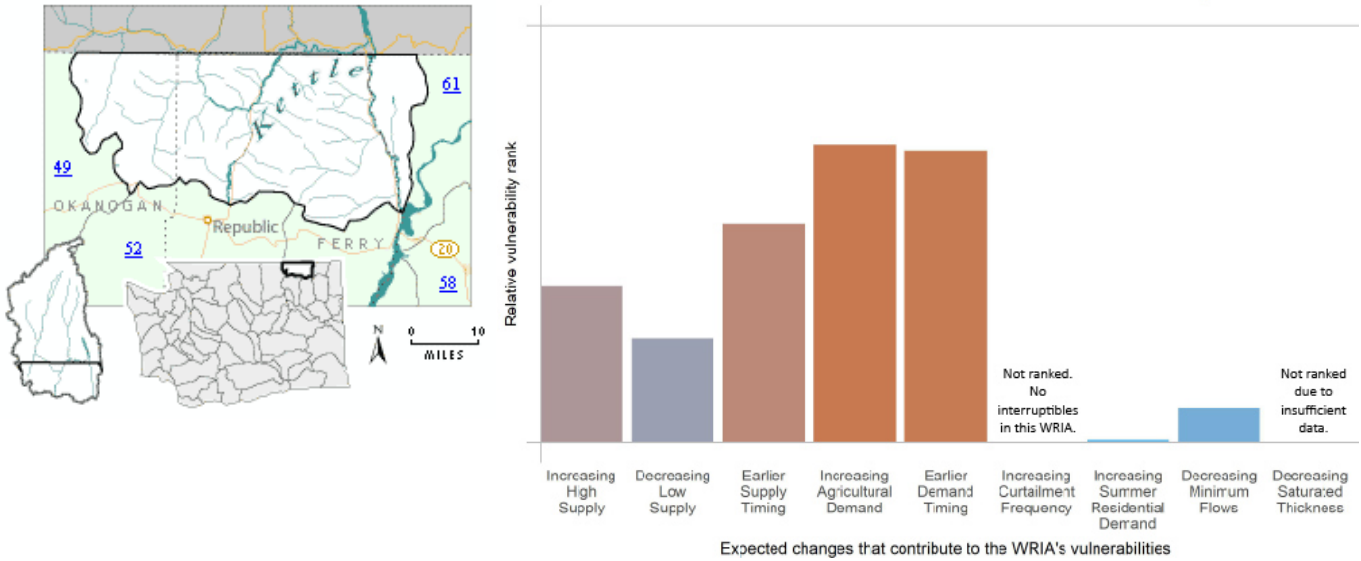 Kettle
61
49
OKANOGAN
Republic
FERRY
52
20
58
N
0 10
MILES
Relative vulnerability rank
Not ranked.
No
interruptibles
in this WRIA.
Not ranked
due to
insufficient
data.
Increasing
High
Supply
Decreasing
Low
Supply
Earlier
Supply
Timing
Increasing
Agricultural
Demand
Earlier
Demand
Timing
Increasing
Curtailment
Frequency
Increasing
Summer
Residential
Demand
Decreasing
Minimum
Flows
Decreasing
Saturated
Thickness
Expected changes that contribute to the WRIA's vulnerabilities